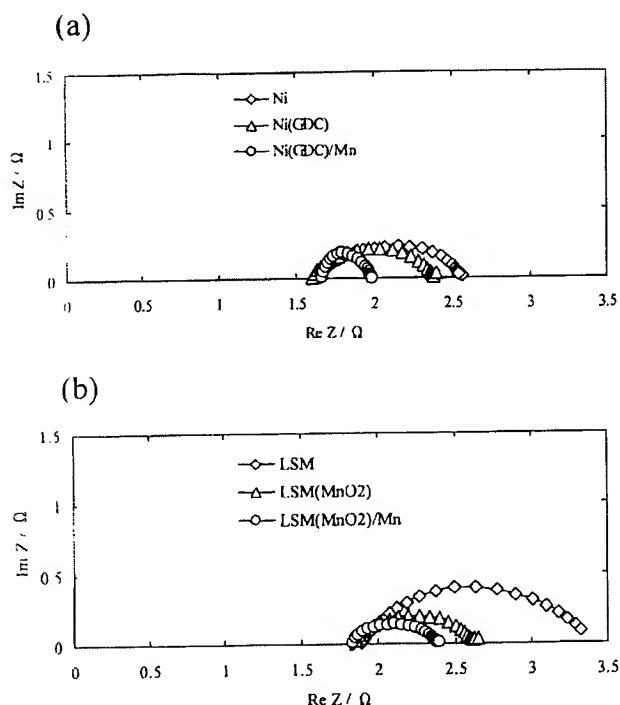 (a)
1.5
1
0.5
0
Im Z / Ω
Ni
Ni(GDC)
Ni(GDC)/Mn
0 0.5 1 1.5 2 2.5 3 3.5
Re Z / Ω
(b)
1.5
1
0.5
0
Im Z / Ω
LSM
LSM(MnO2)
LSM(MnO2)/Mn
0 0.5 1 1.5 2 2.5 3 3.5
Re Z / Ω